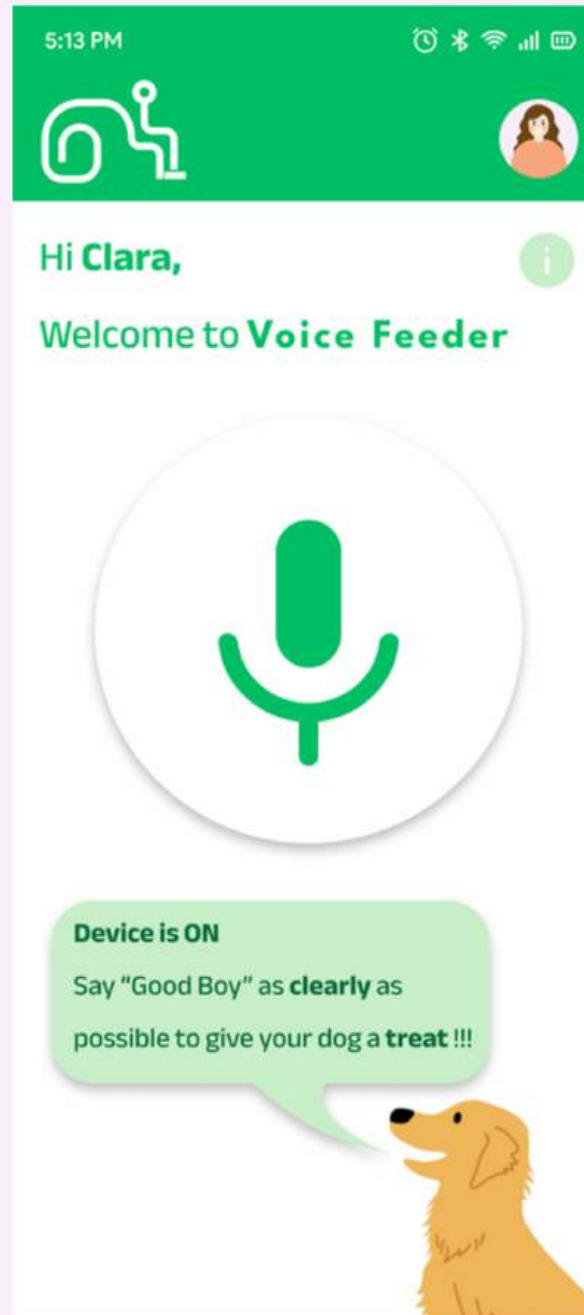 5:13 PM
Hi Clara,
i
Welcome to Voice Feeder
Device is ON
Say “Good Boy” as clearly as
possible to give your dog a treat !!!